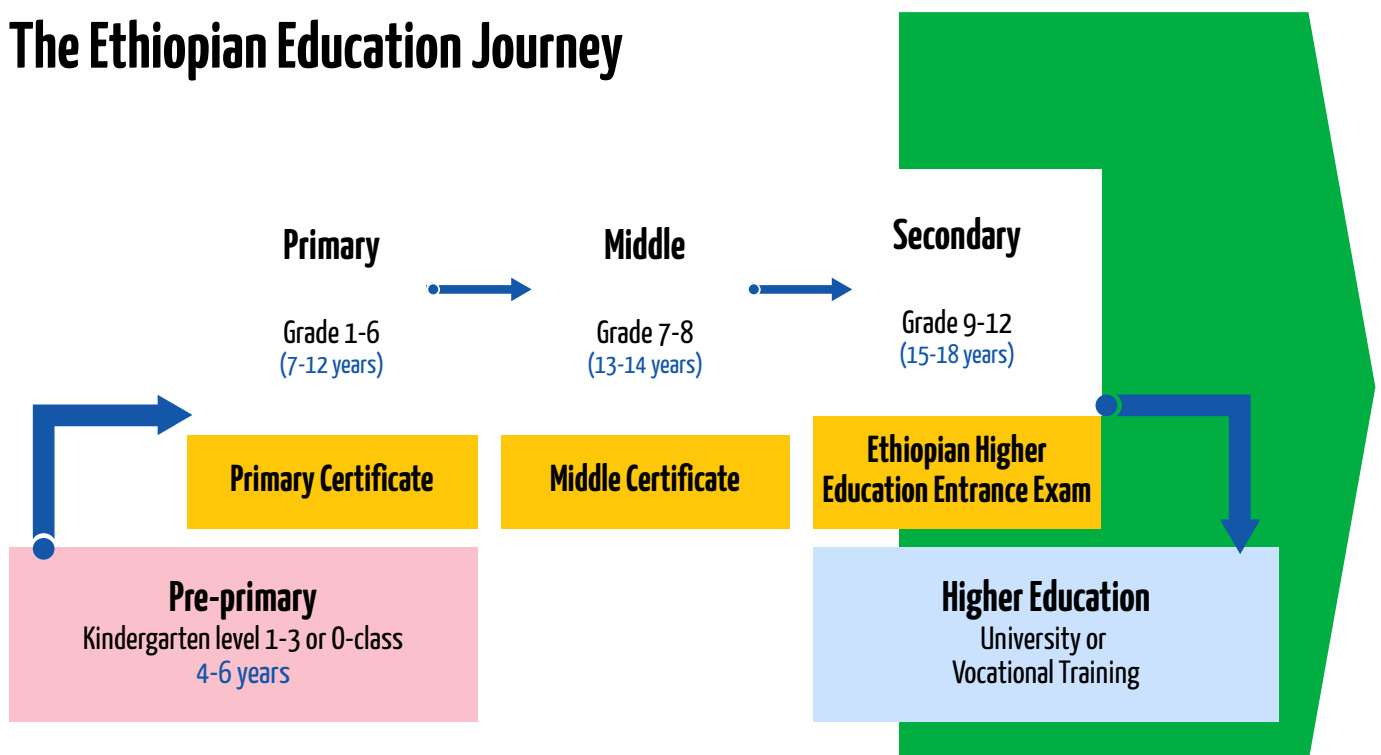 The Ethiopian Education Journey
Primary
Grade 1-6
(7-12 years)
Primary Certificate
Middle
Grade 7-8
(13-14 years)
Middle Certificate
Secondary
Grade 9-12
(15-18 years)
Ethiopian Higher
Education Entrance Exam
Pre-primary
Kindergarten level 1-3 or O-class
4-6 years
Higher Education
University or
Vocational Training